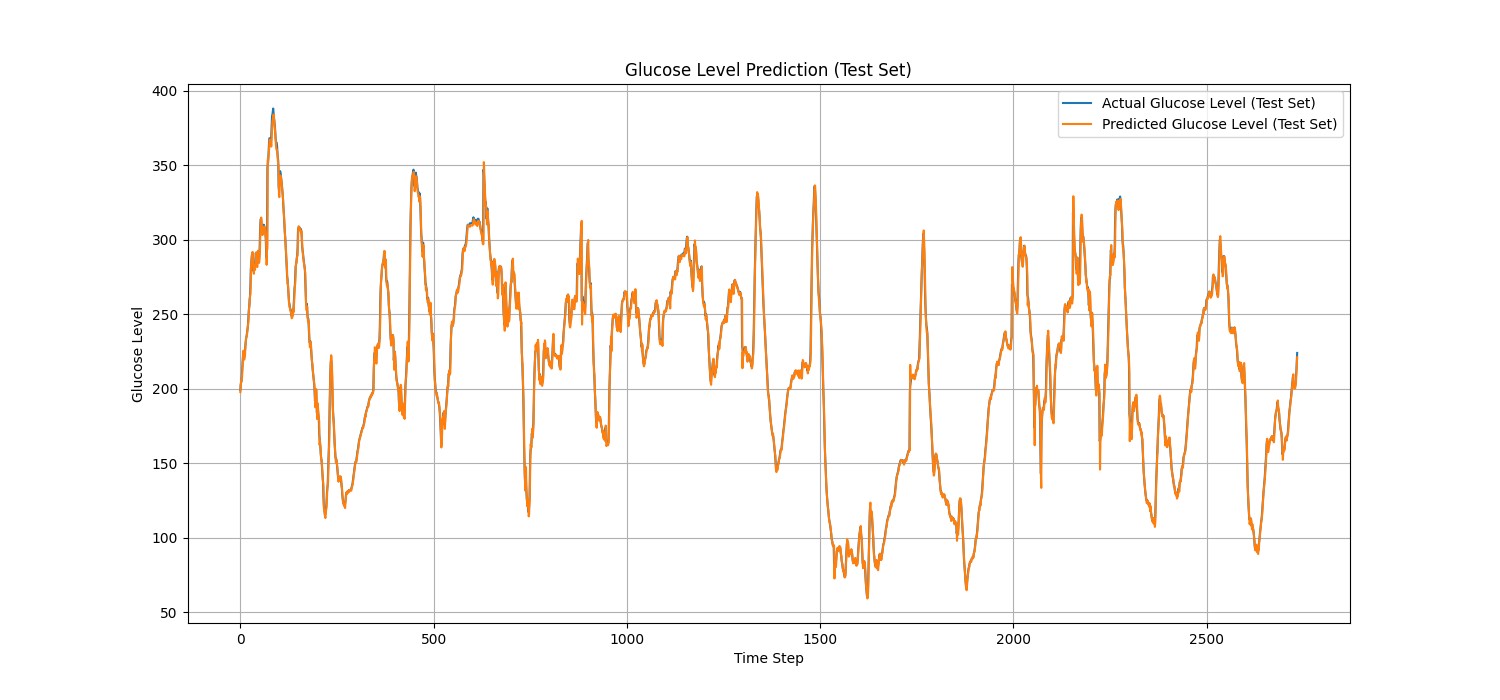 Glucose Level Prediction (Test Set)
Actual Glucose Level (Test Set)
Predicted Glucose Level (Test Set)
Glucose Level
400
350
300
250
200
150
100
50
0
500
1000
1500
2000
2500
Time Step